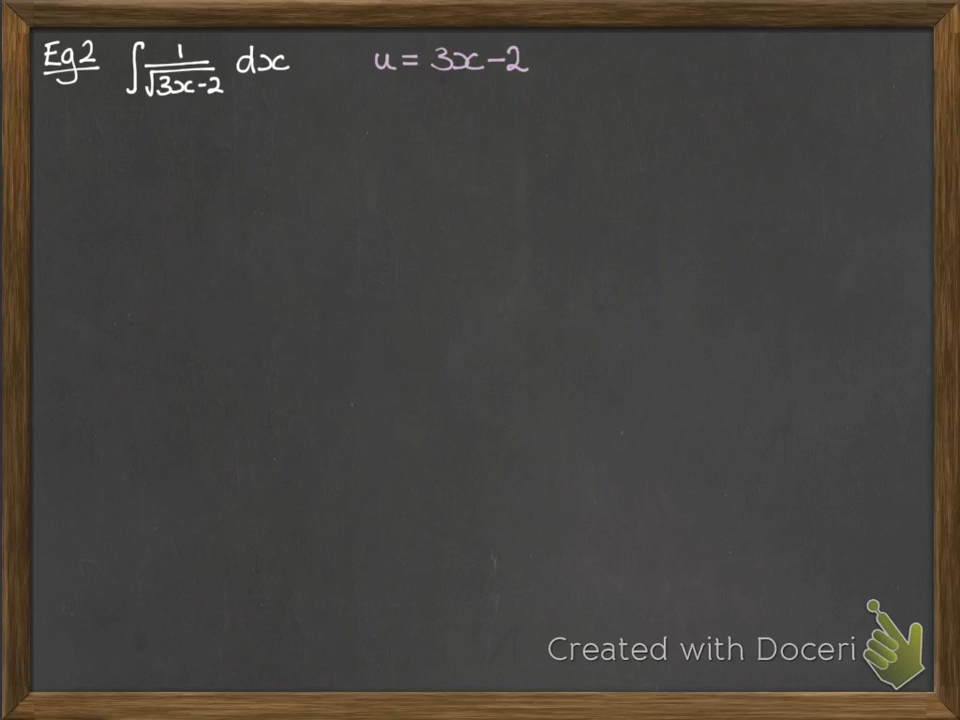 Eg2 ∫ 1/√3x-2 dx u = 3x-2
Created with Doceri